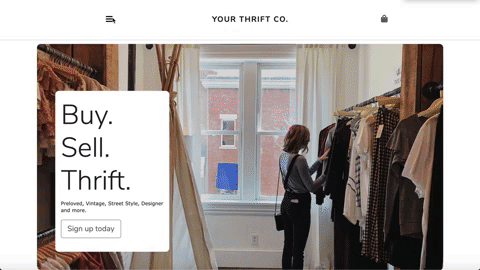 YOUR THRIFT CO.
Buy.
Sell.
Thrift.
Preloved, Vintage, Street Style, Designer
and more.
Sign up today